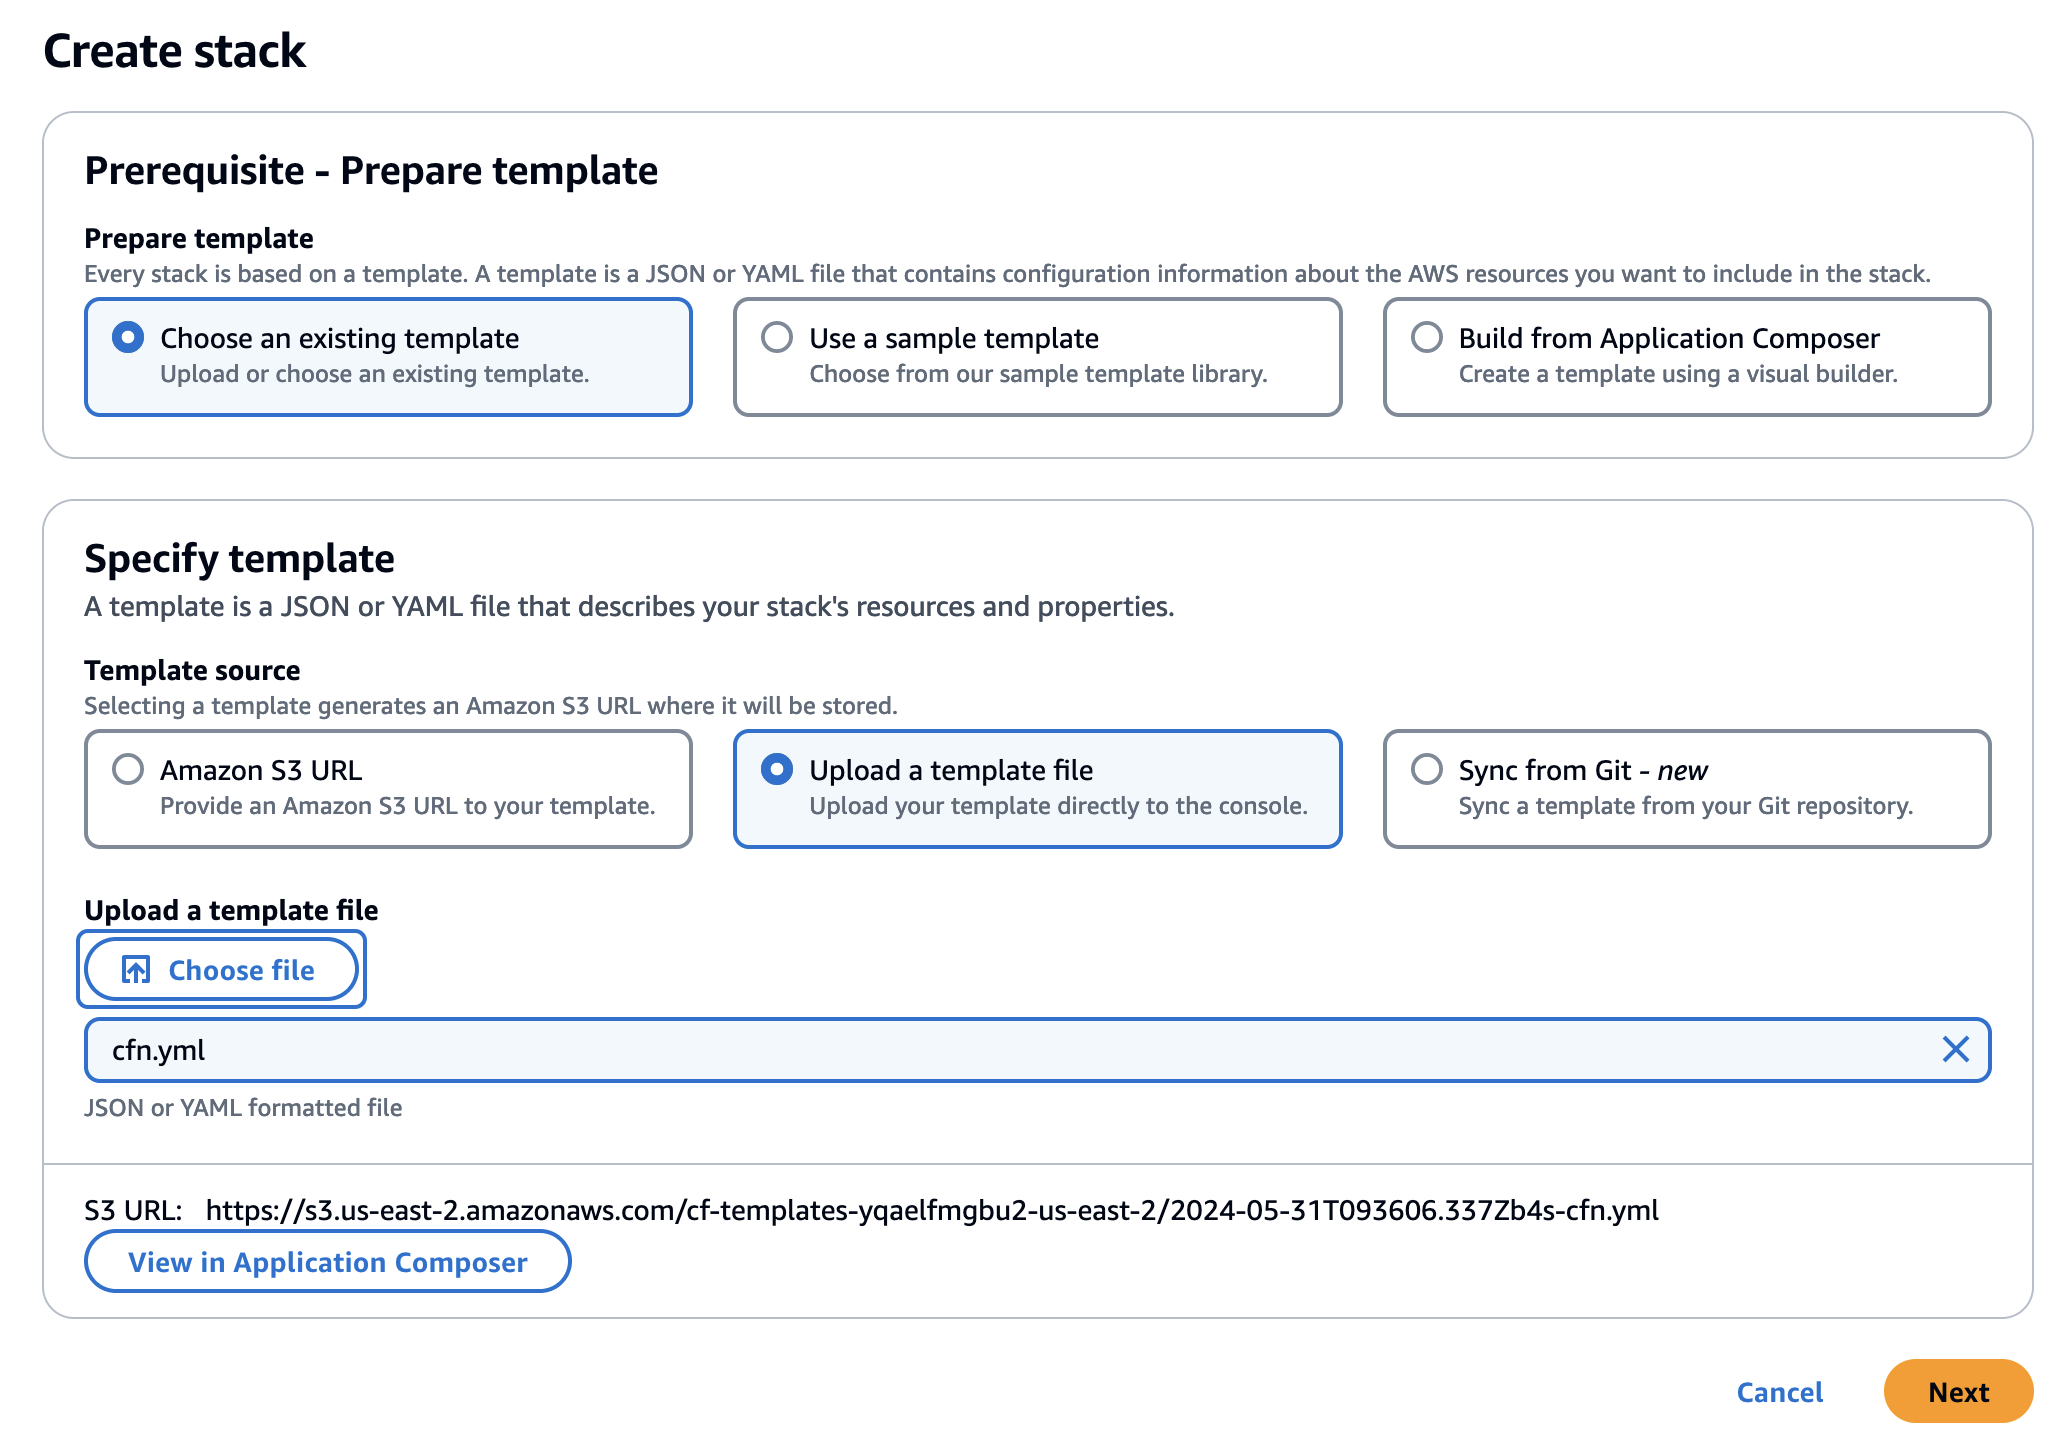 Create stack
Prerequisite - Prepare template
Prepare template
Every stack is based on a template. A template is a JSON or YAML file that contains configuration information about the AWS resources you want to include in the stack.
Choose an existing template
Upload or choose an existing template.
Use a sample template
Choose from our sample template library.
Build from Application Composer
Create a template using a visual builder.
Specify template
A template is a JSON or YAML file that describes your stack's resources and properties.
Template source
Selecting a template generates an Amazon S3 URL where it will be stored.
Amazon S3 URL
Provide an Amazon S3 URL to your template.
Upload a template file
Upload your template directly to the console.
Sync from Git - new
Sync a template from your Git repository.
Upload a template file
Choose file
cfn.yml
JSON or YAML formatted file
S3 URL: https://s3.us-east-2.amazonaws.com/cf-templates-yqaelfmgbu2-us-east-2/2024-05-31T093606.337Zb4s-cfn.yml
View in Application Composer
Cancel
Next